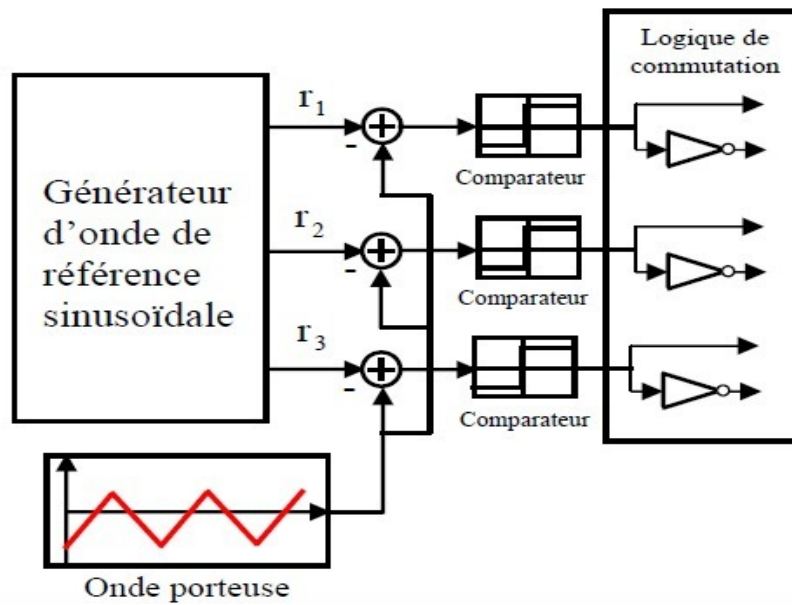 Logique de
commutation
r1
-
Comparateur
Générateur
d'onde de
référence
sinusoïdale
r2
-
Comparateur
r3
-
Comparateur
Onde porteuse